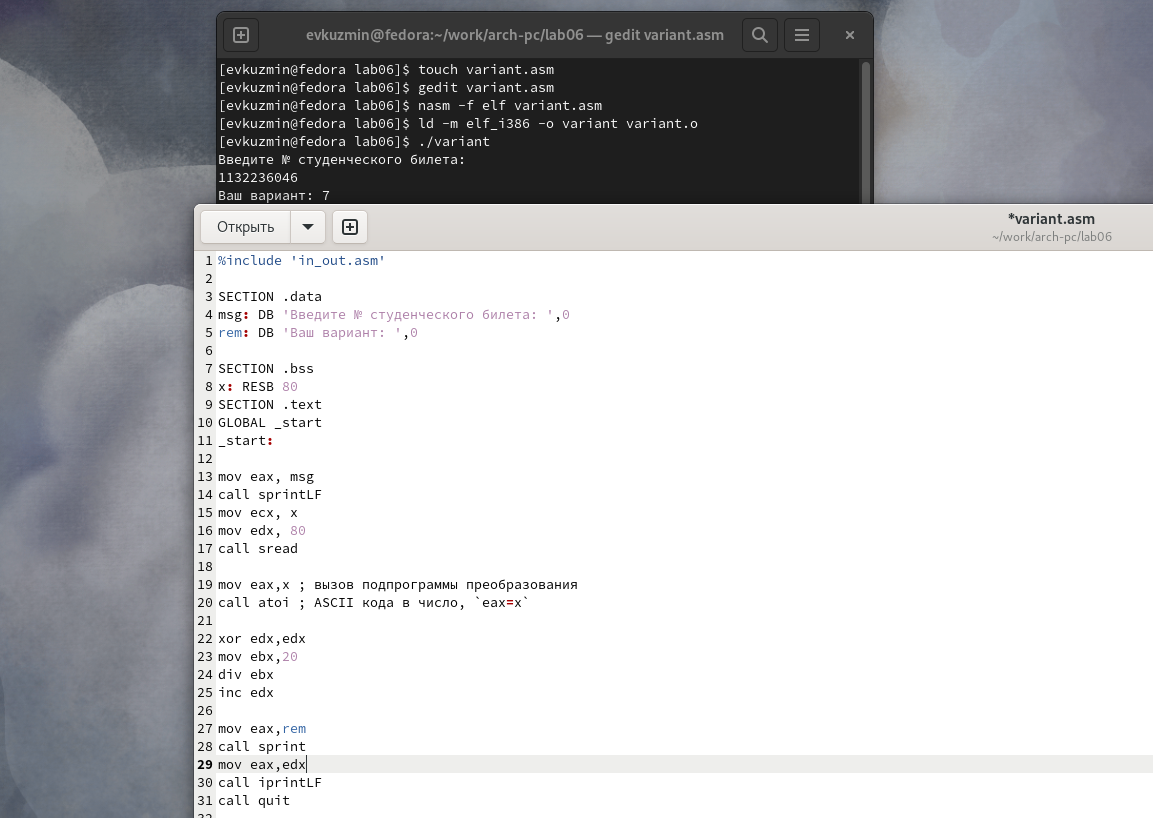 evkuzmin@fedora:~/work/arch-pc/lab06 — gedit variant.asm
[evkuzmin@fedora lab06]$ touch variant.asm
[evkuzmin@fedora lab06]$ gedit variant.asm
[evkuzmin@fedora lab06]$ nasm -f elf variant.asm
[evkuzmin@fedora lab06]$ ld -m elf_i386 -o variant variant.o
[evkuzmin@fedora lab06]$ ./variant
Введите № студенческого билета:
1132236046
Ваш вариант: 7
Открыть
*variant.asm
~/work/arch-pc/lab06
1 %include 'in_out.asm'
2
3 SECTION .data
4 msg: DB 'Введите № студенческого билета: ',0
5 rem: DB 'Ваш вариант: ',0
6
7 SECTION .bss
8 x: RESB 80
9 SECTION .text
10 GLOBAL _start
11 _start:
12
13 mov eax, msg
14 call sprintLF
15 mov ecx, x
16 mov edx, 80
17 call sread
18
19 mov eax,x ; вызов подпрограммы преобразования
20 call atoi ; ASCII кода в число, `eax=x`
21
22 xor edx,edx
23 mov ebx,20
24 div ebx
25 inc edx
26
27 mov eax,rem
28 call sprint
29 mov eax,edx
30 call iprintLF
31 call quit
32